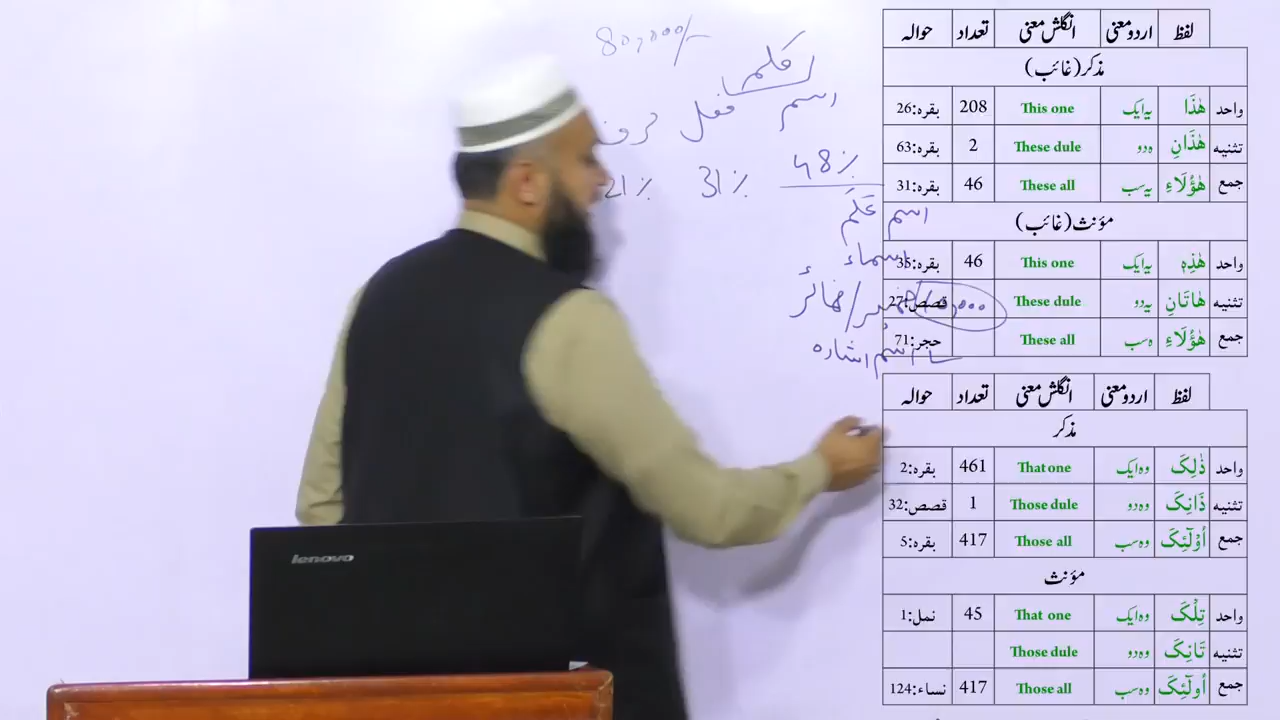 80,000/-
کلمہ
اسم فعل حرف
48٪ 31٪ 21٪
اسم عَلَم
اسماء
ضمیر/ضمائر
اسم اشارہ
lenovo
لفظ اردو معنی انگلش معنی تعداد حوالہ
مذکر (غائب)
واحد ھٰذَا یہ ایک This one 208 بقرہ:26
تثنیہ ھٰذَانِ ہ دو These dule 2 بقرہ:63
جمع ھٰؤُلَاءِ یہ سب These all 46 بقرہ:31
مؤنث (غائب)
واحد ھٰذِہٖ یہ ایک This one 46 بقرہ:35
تثنیہ ھَاتَانِ یہ دو These dule قصص:27
جمع ھٰؤُلَاءِ ہ سب These all حجر:71
لفظ اردو معنی انگلش معنی تعداد حوالہ
مذکر
واحد ذٰلِکَ وہ ایک That one 461 بقرہ:2
تثنیہ ذَانِکَ وہ دو Those dule 1 قصص:32
جمع اُوْلٰٓئِکَ وہ سب Those all 417 بقرہ:5
مؤنث
واحد تِلْکَ وہ ایک That one 45 نمل:1
تثنیہ تَانِکَ وہ دو Those dule
جمع اُولٰٓئِکَ وہ سب Those all 417 نساء:124